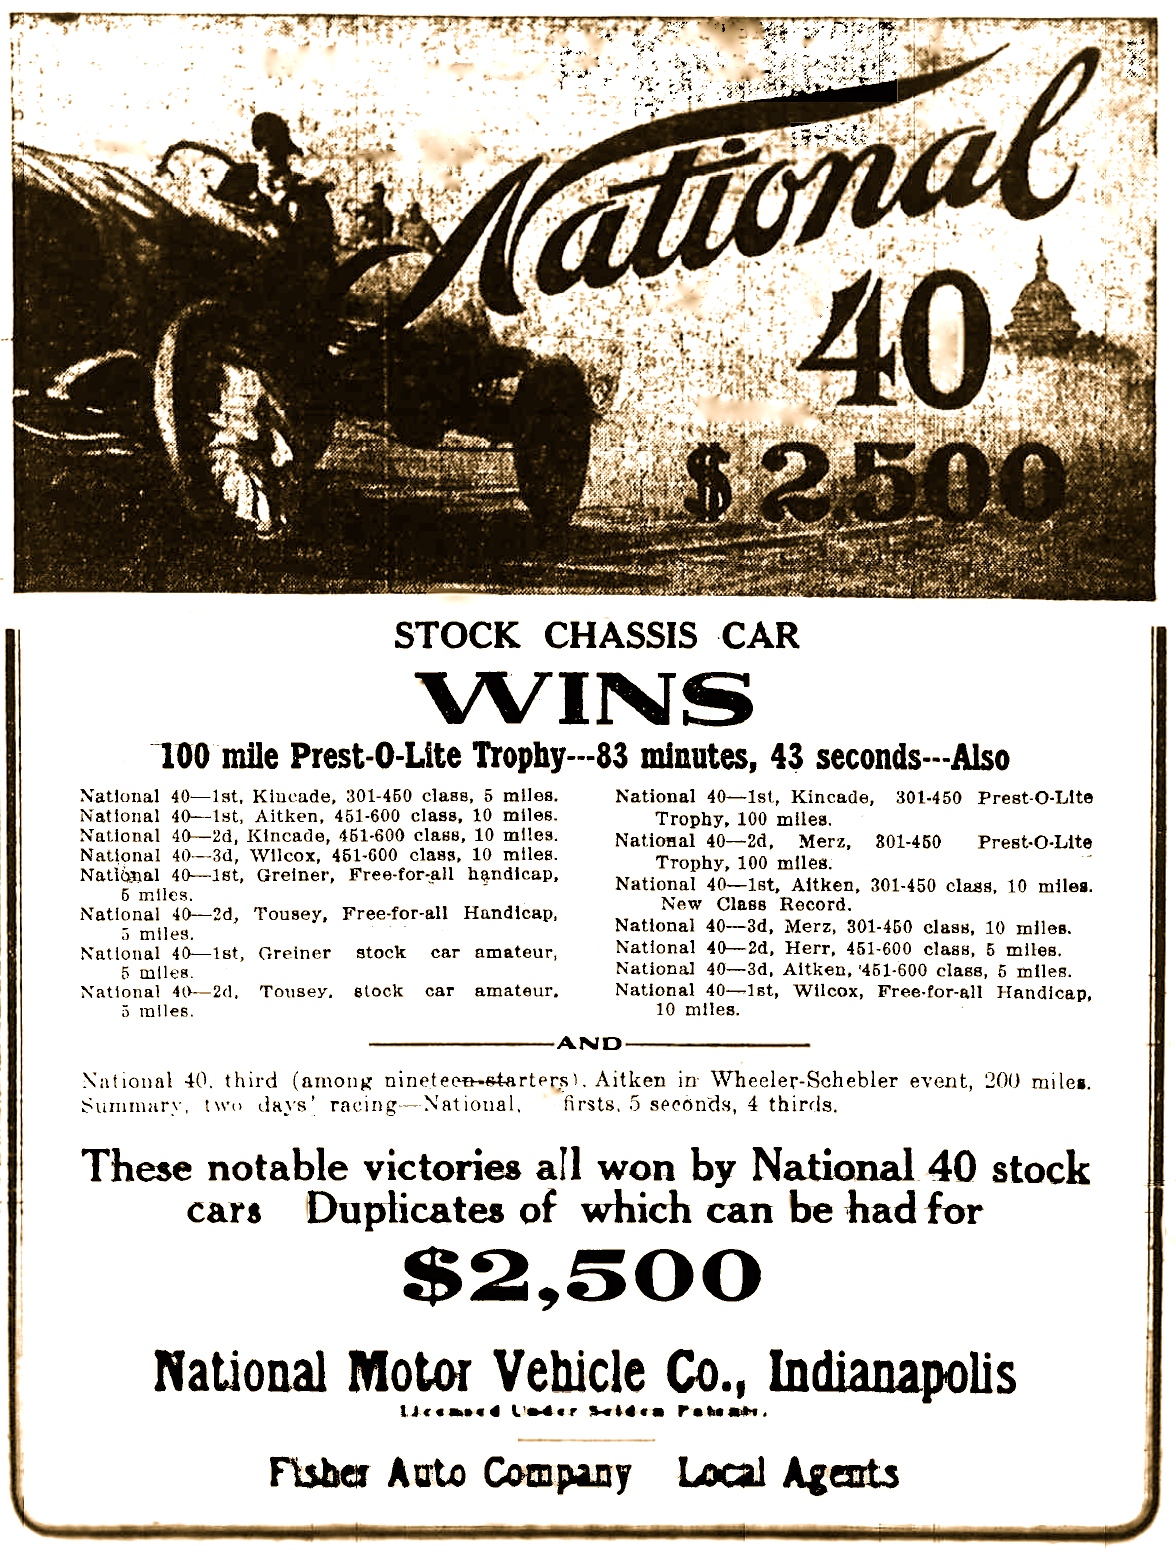 National
40
$2500
STOCK CHASSIS CAR
WINS
100 mile Prest-O-Lite Trophy---83 minutes, 43 seconds---Also
National 40—1st, Kincade, 301-450 class, 5 miles.
National 40—1st, Aitken, 451-600 class, 10 miles.
National 40—2d, Kincade, 451-600 class, 10 miles.
National 40—3d, Wilcox, 451-600 class, 10 miles.
National 40—1st, Greiner, Free-for-all handicap,
5 miles.
National 40—2d, Tousey, Free-for-all Handicap,
5 miles.
National 40—1st, Greiner stock car amateur,
5 miles.
National 40—2d, Tousey, stock car amateur,
5 miles.
National 40—1st, Kincade, 301-450 Prest-O-Lite
Trophy, 100 miles.
National 40—2d, Merz, 301-450 Prest-O-Lite
Trophy, 100 miles.
National 40—1st, Aitken, 301-450 class, 10 miles.
New Class Record.
National 40—3d, Merz, 301-450 class, 10 miles.
National 40—2d, Herr, 451-600 class, 5 miles.
National 40—3d, Aitken, 451-600 class, 5 miles.
National 40—1st, Wilcox, Free-for-all Handicap,
10 miles.
AND
National 40, third (among nineteen starters), Aitken in Wheeler-Schebler event, 200 miles.
Summary, two days' racing—National, firsts, 5 seconds, 4 thirds.
These notable victories all won by National 40 stock
cars Duplicates of which can be had for
$2,500
National Motor Vehicle Co., Indianapolis
Licensed Under Selden Patents.
Fisher Auto Company Local Agents